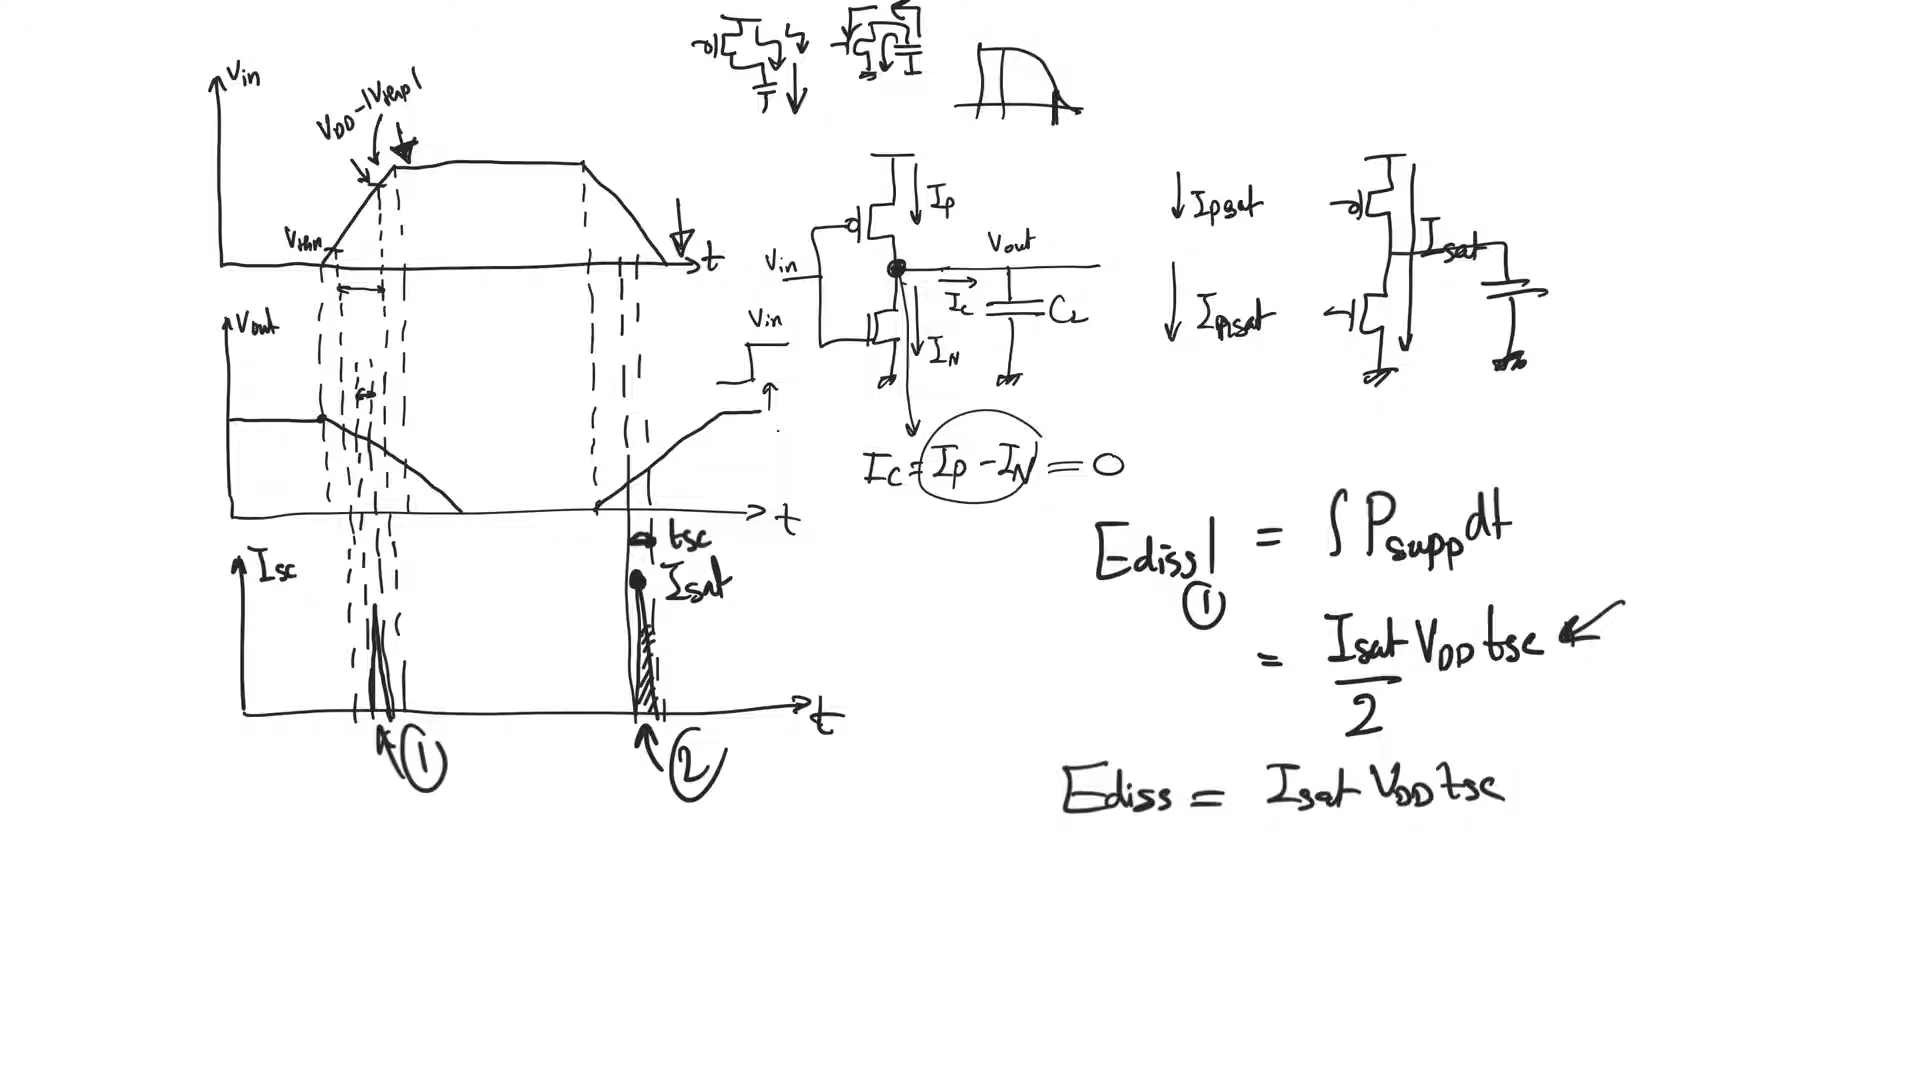 Vin
VDD-|Vthp|
Vthn
t
Vout
Vin
t
Isc
tsc
Isat
t
①
②
Ip
Vin
Vout
Ic
CL
IN
Ic = Ip - IN = 0
Ipsat
Insat
Isat
Ediss|① = ∫ Psupp dt
= Isat/2 VDD tsc
Ediss = Isat VDD tsc